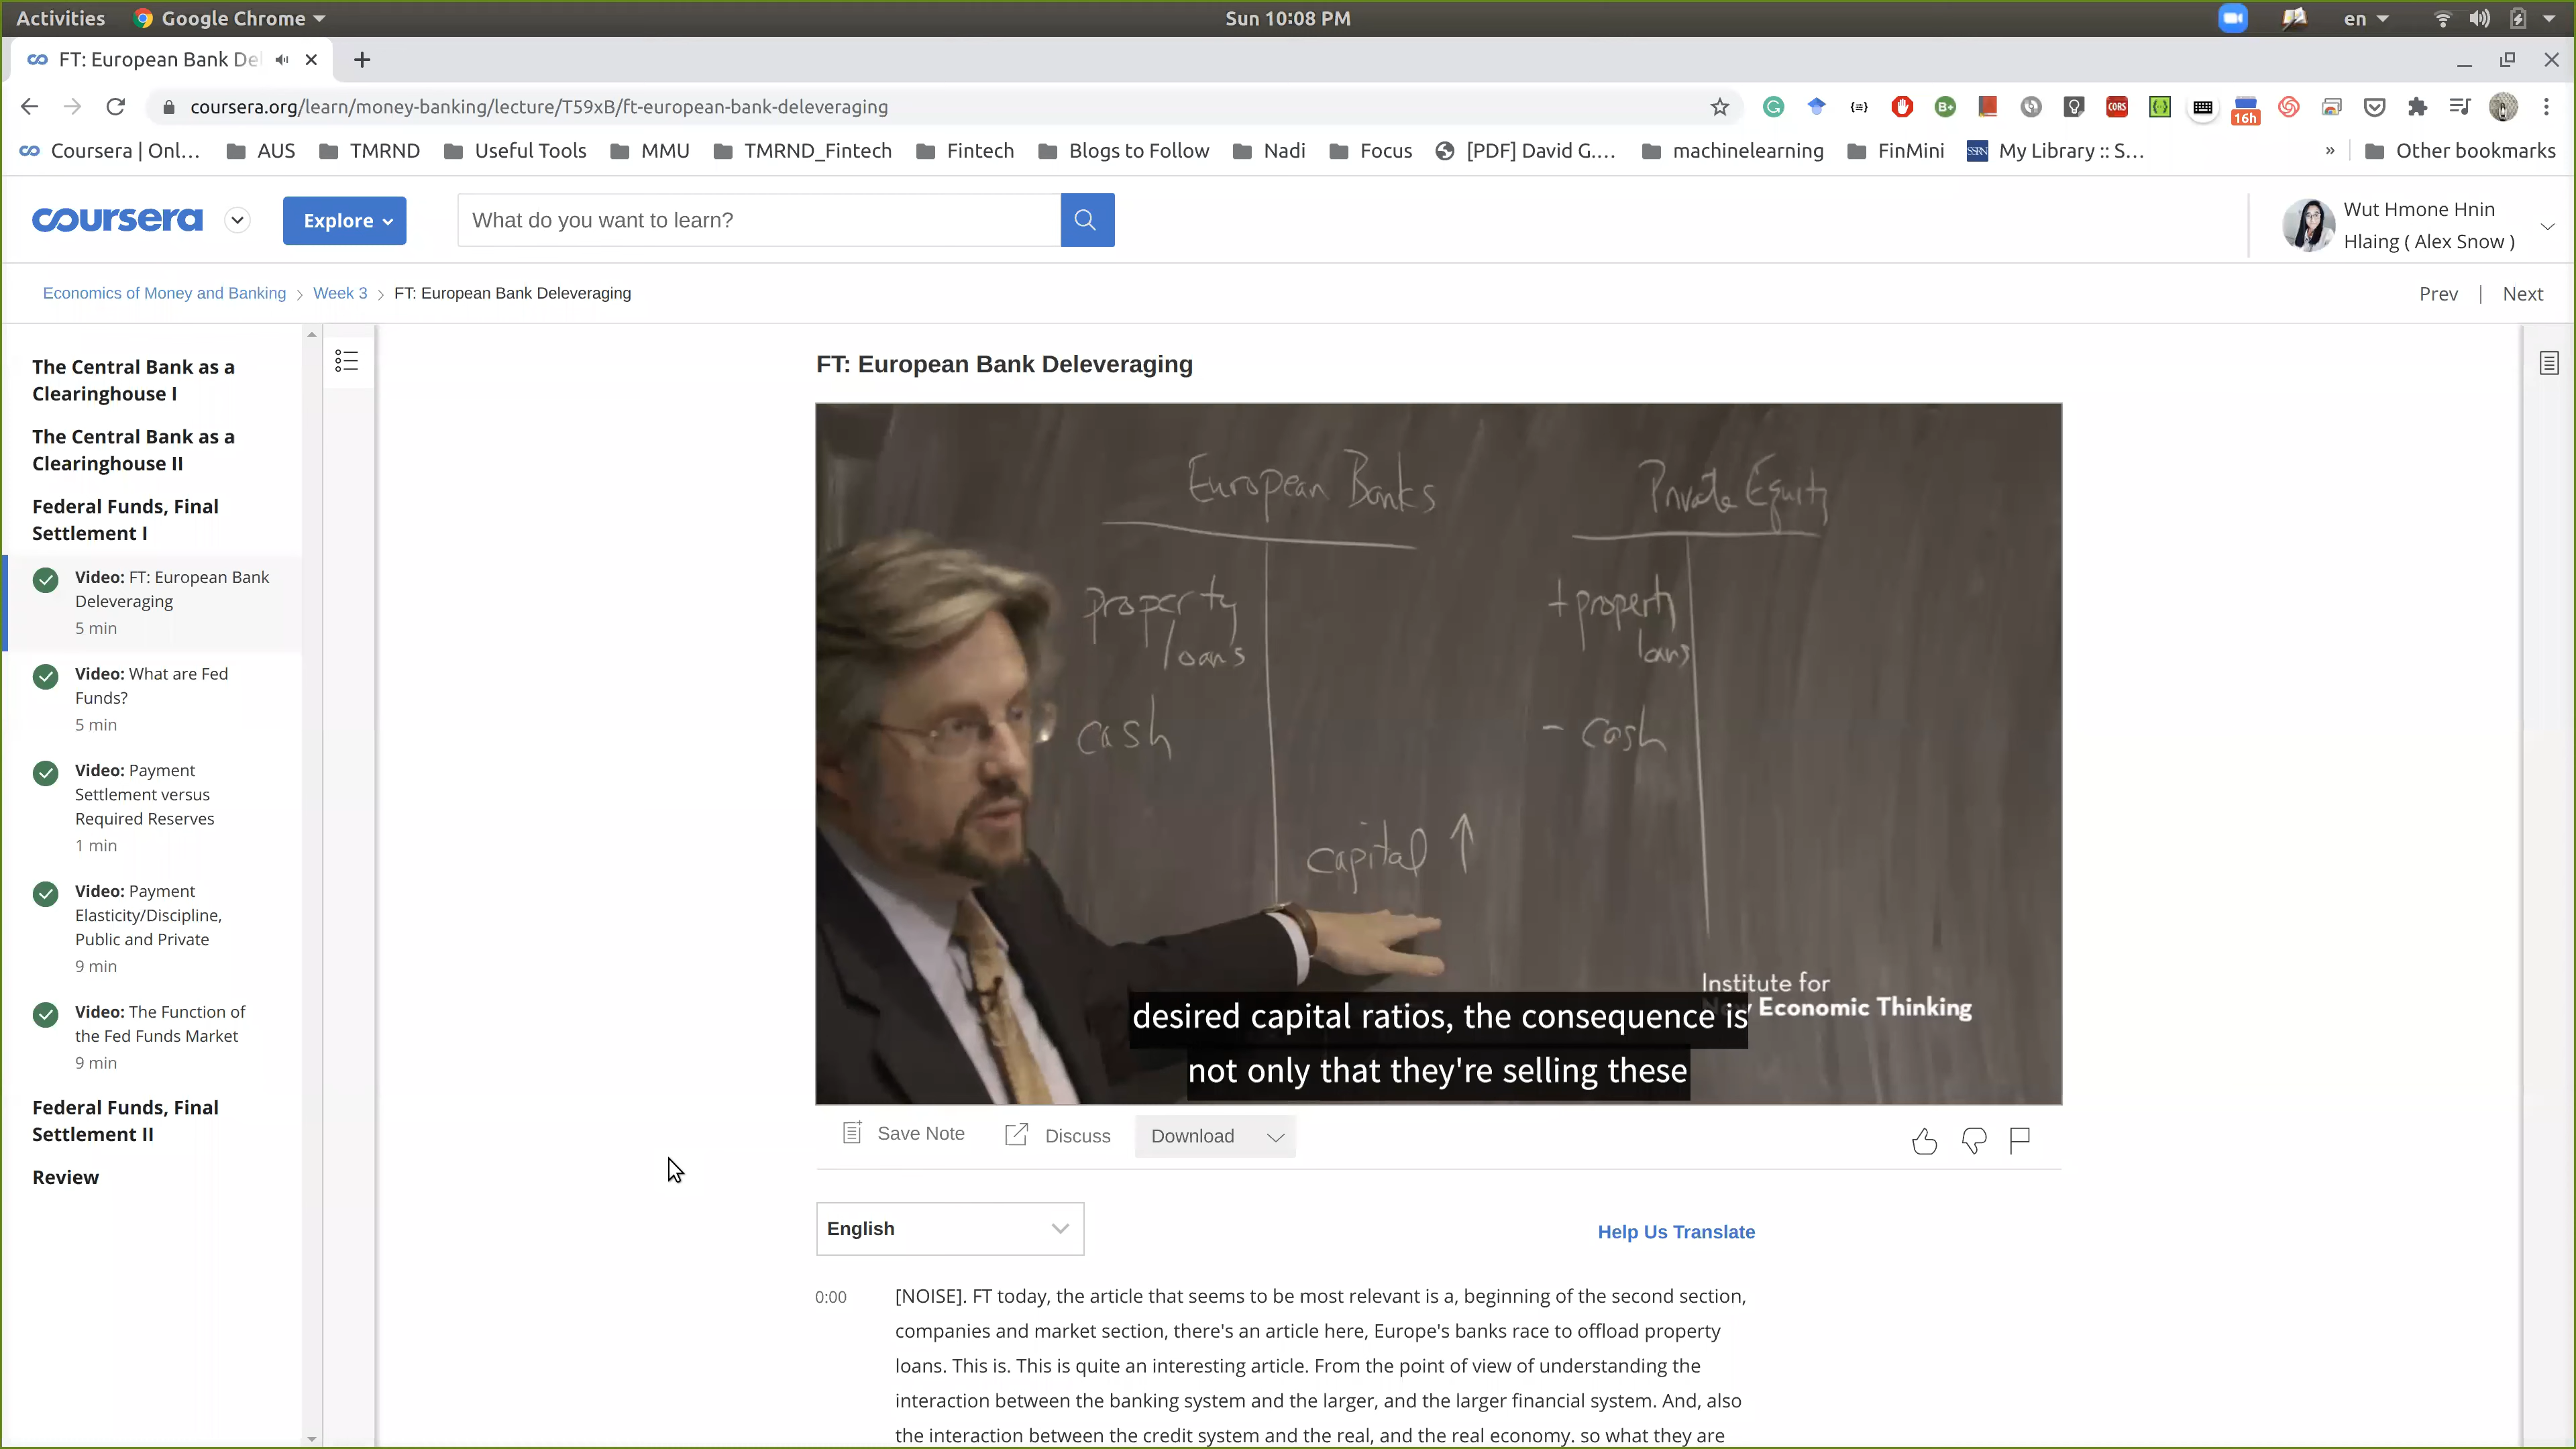 Activities
Google Chrome
Sun 10:08 PM
en
FT: European Bank De
coursera.org/learn/money-banking/lecture/T59xB/ft-european-bank-deleveraging
CORS
16h
Coursera | Onl...
AUS
TMRND
Useful Tools
MMU
TMRND_Fintech
Fintech
Blogs to Follow
Nadi
Focus
[PDF] David G....
machinelearning
FinMini
SSRN
My Library :: S...
»
Other bookmarks
coursera
Explore
What do you want to learn?
Wut Hmone Hnin
Hlaing ( Alex Snow )
Economics of Money and Banking > Week 3 > FT: European Bank Deleveraging
Prev | Next
The Central Bank as a
Clearinghouse I
The Central Bank as a
Clearinghouse II
Federal Funds, Final
Settlement I
Video: FT: European Bank
Deleveraging
5 min
Video: What are Fed
Funds?
5 min
Video: Payment
Settlement versus
Required Reserves
1 min
Video: Payment
Elasticity/Discipline,
Public and Private
9 min
Video: The Function of
the Fed Funds Market
9 min
Federal Funds, Final
Settlement II
Review
FT: European Bank Deleveraging
European Banks
property
loans
cash
capital ↑
Private Equity
+ property
loans
- cash
Institute for
Economic Thinking
desired capital ratios, the consequence is
not only that they're selling these
Save Note
Discuss
Download
English
Help Us Translate
0:00
[NOISE]. FT today, the article that seems to be most relevant is a, beginning of the second section,
companies and market section, there's an article here, Europe's banks race to offload property
loans. This is. This is quite an interesting article. From the point of view of understanding the
interaction between the banking system and the larger, and the larger financial system. And, also
the interaction between the credit system and the real, and the real economy. so what they are